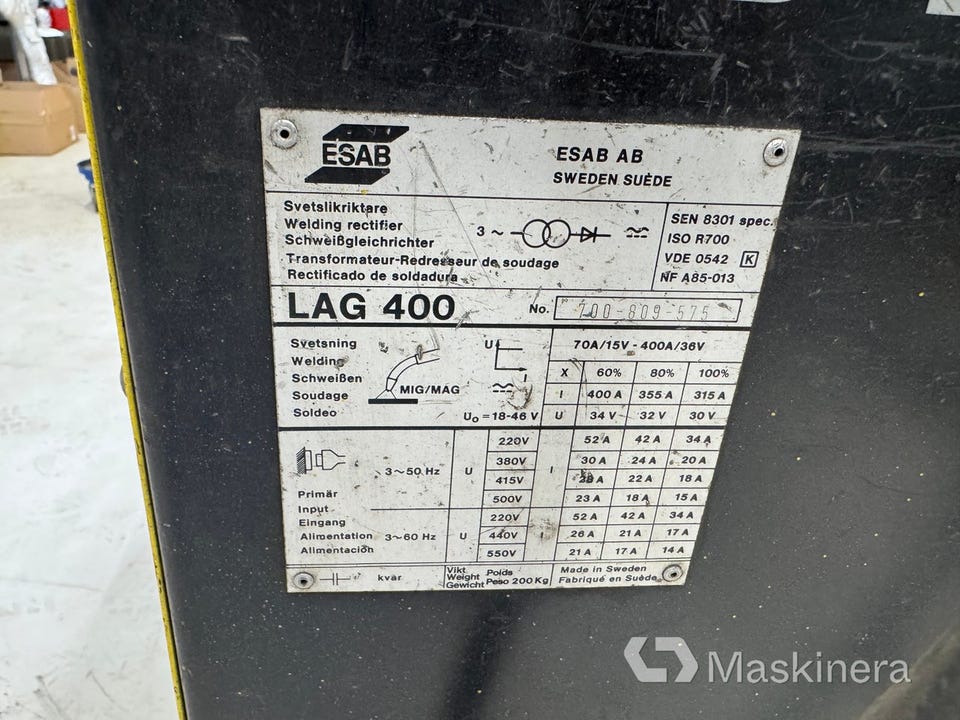 ESAB
ESAB AB
SWEDEN SUÈDE
Svetslikriktare
Welding rectifier
Schweißgleichrichter
Transformateur-Redresseur de soudage
Rectificado de soldadura
3 ~
SEN 8301 spec.
ISO R700
VDE 0542 K
NF A85-013
LAG 400
No. 700-809-575
Svetsning
Welding
Schweißen
Soudage
Soldeo
MIG/MAG
U
I
U₀ = 18-46 V
70A/15V - 400A/36V
X 60% 80% 100%
I 400 A 355 A 315 A
U 34 V 32 V 30 V
Primär
Input
Eingang
Alimentation
Alimentación
3~50 Hz
U
I
220V 52 A 42 A 34 A
380V 30 A 24 A 20 A
415V 22 A 18 A
500V 23 A 18 A 15 A
3~60 Hz
U
I
220V 52 A 42 A 34 A
440V 26 A 21 A 17 A
550V 21 A 17 A 14 A
kvar
Vikt Poids
Weight Peso 200 Kg
Gewicht
Made in Sweden
Fabriqué en Suède
Maskinera